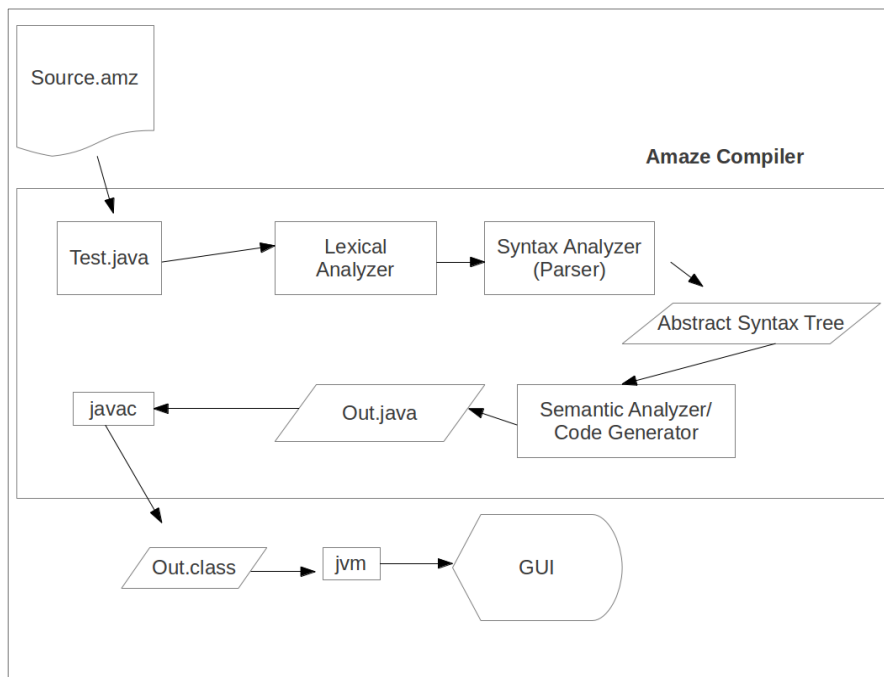 Source.amz
Amaze Compiler
Test.java
Lexical
Analyzer
Syntax Analyzer
(Parser)
Abstract Syntax Tree
javac
Out.java
Semantic Analyzer/
Code Generator
Out.class
jvm
GUI